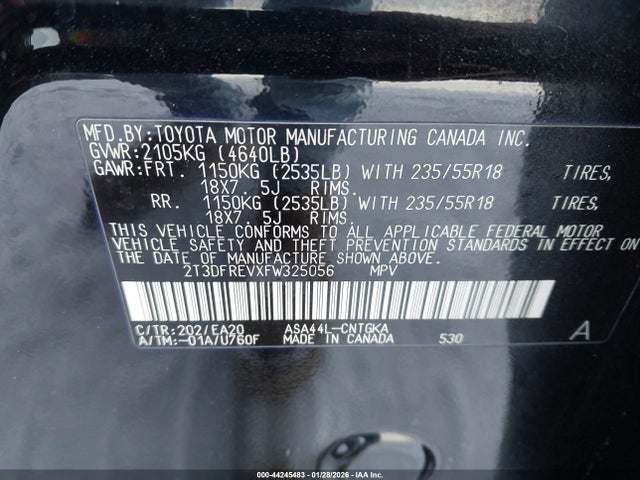 MFD.BY:TOYOTA MOTOR MANUFACTURING CANADA INC.
GVWR:2105KG (4640LB)
GAWR:FRT. 1150KG (2535LB) WITH 235/55R18 TIRES,
18X7. 5J RIMS.
RR. 1150KG (2535LB) WITH 235/55R18 TIRES,
18X7. 5J RIMS.
THIS VEHICLE CONFORMS TO ALL APPLICABLE FEDERAL MOTOR
VEHICLE SAFETY AND THEFT PREVENTION STANDARDS IN EFFECT ON
THE DATE OF MANUFACTURE SHOWN ABOVE.
2T3DFREVXFW325056 MPV
C/TR:202/EA20 ASA44L-CNTGKA
A/TM:-01A/U760F MADE IN CANADA 530 A
000-44245483 - 01/28/2026 - IAA Inc.